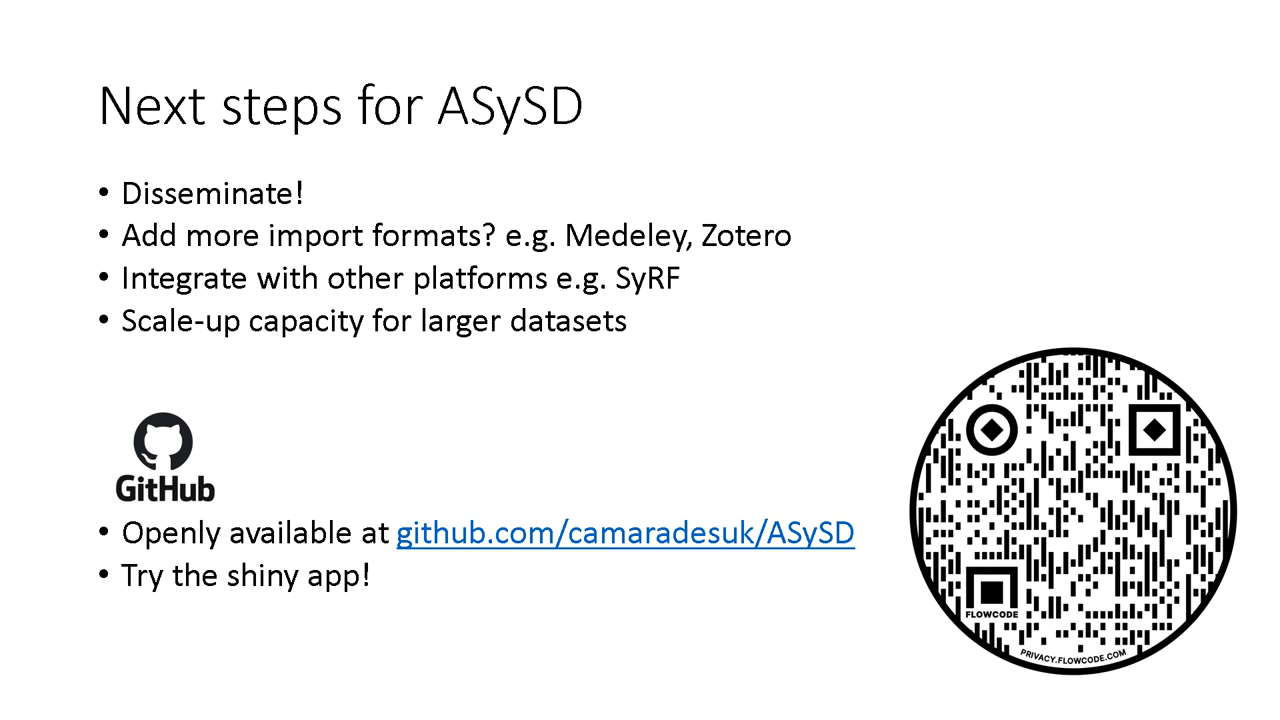 Next steps for ASySD
• Disseminate!
• Add more import formats? e.g. Medeley, Zotero
• Integrate with other platforms e.g. SyRF
• Scale-up capacity for larger datasets
GitHub
• Openly available at github.com/camaradesuk/ASySD
• Try the shiny app!
FLOWCODE
PRIVACY.FLOWCODE.COM